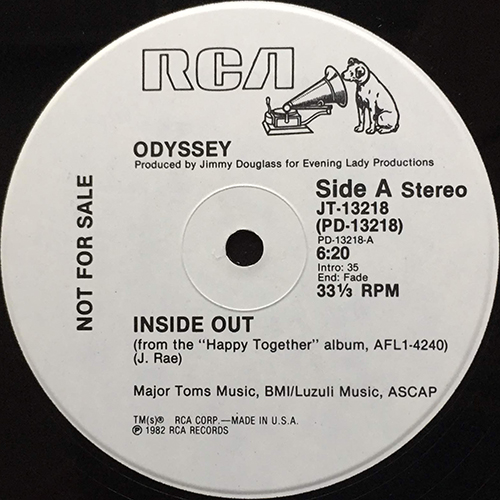 RCA
ODYSSEY
Produced by Jimmy Douglass for Evening Lady Productions
NOT FOR SALE
Side A Stereo
JT-13218
(PD-13218)
PD-13218-A
6:20
Intro: 35
End: Fade
33⅓ RPM
INSIDE OUT
(from the "Happy Together" album, AFL1-4240)
(J. Rae)
Major Toms Music, BMI/Luzuli Music, ASCAP
TM(s)® RCA CORP.—MADE IN U.S.A.
℗ 1982 RCA RECORDS